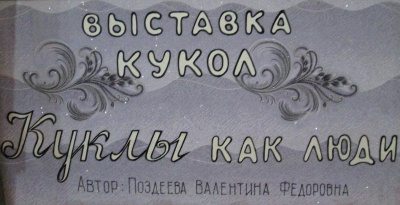 ВЫСТАВКА
КУКОЛ
Куклы КАК ЛЮДИ
АВТОР: ПОЗДЕЕВА ВАЛЕНТИНА ФЕДОРОВНА